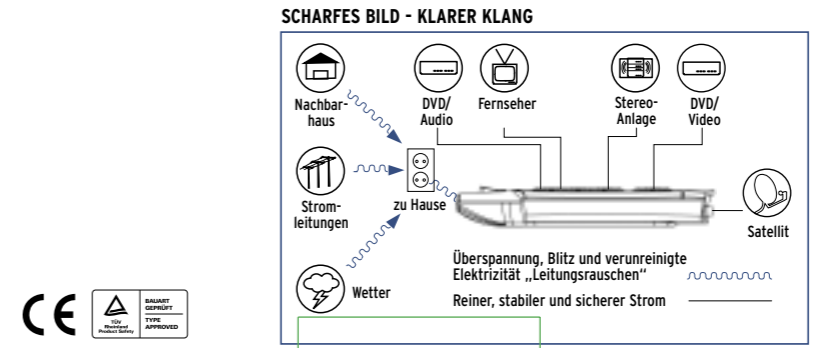 SCHARFES BILD - KLARER KLANG
Nachbar-
haus
DVD/
Audio
Fernseher
Stereo-
Anlage
DVD/
Video
Strom-
leitungen
zu Hause
Satellit
Wetter
Überspannung, Blitz und verunreinigte
Elektrizität „Leitungsrauschen“
Reiner, stabiler und sicherer Strom
CE
TÜV
Rheinland
Product Safety
BAUART
GEPRÜFT
TYPE
APPROVED